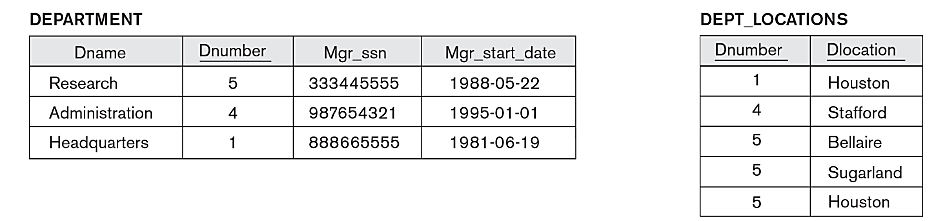 DEPARTMENT
Dname Dnumber Mgr_ssn Mgr_start_date
Research 5 333445555 1988-05-22
Administration 4 987654321 1995-01-01
Headquarters 1 888665555 1981-06-19
DEPT_LOCATIONS
Dnumber Dlocation
1 Houston
4 Stafford
5 Bellaire
5 Sugarland
5 Houston